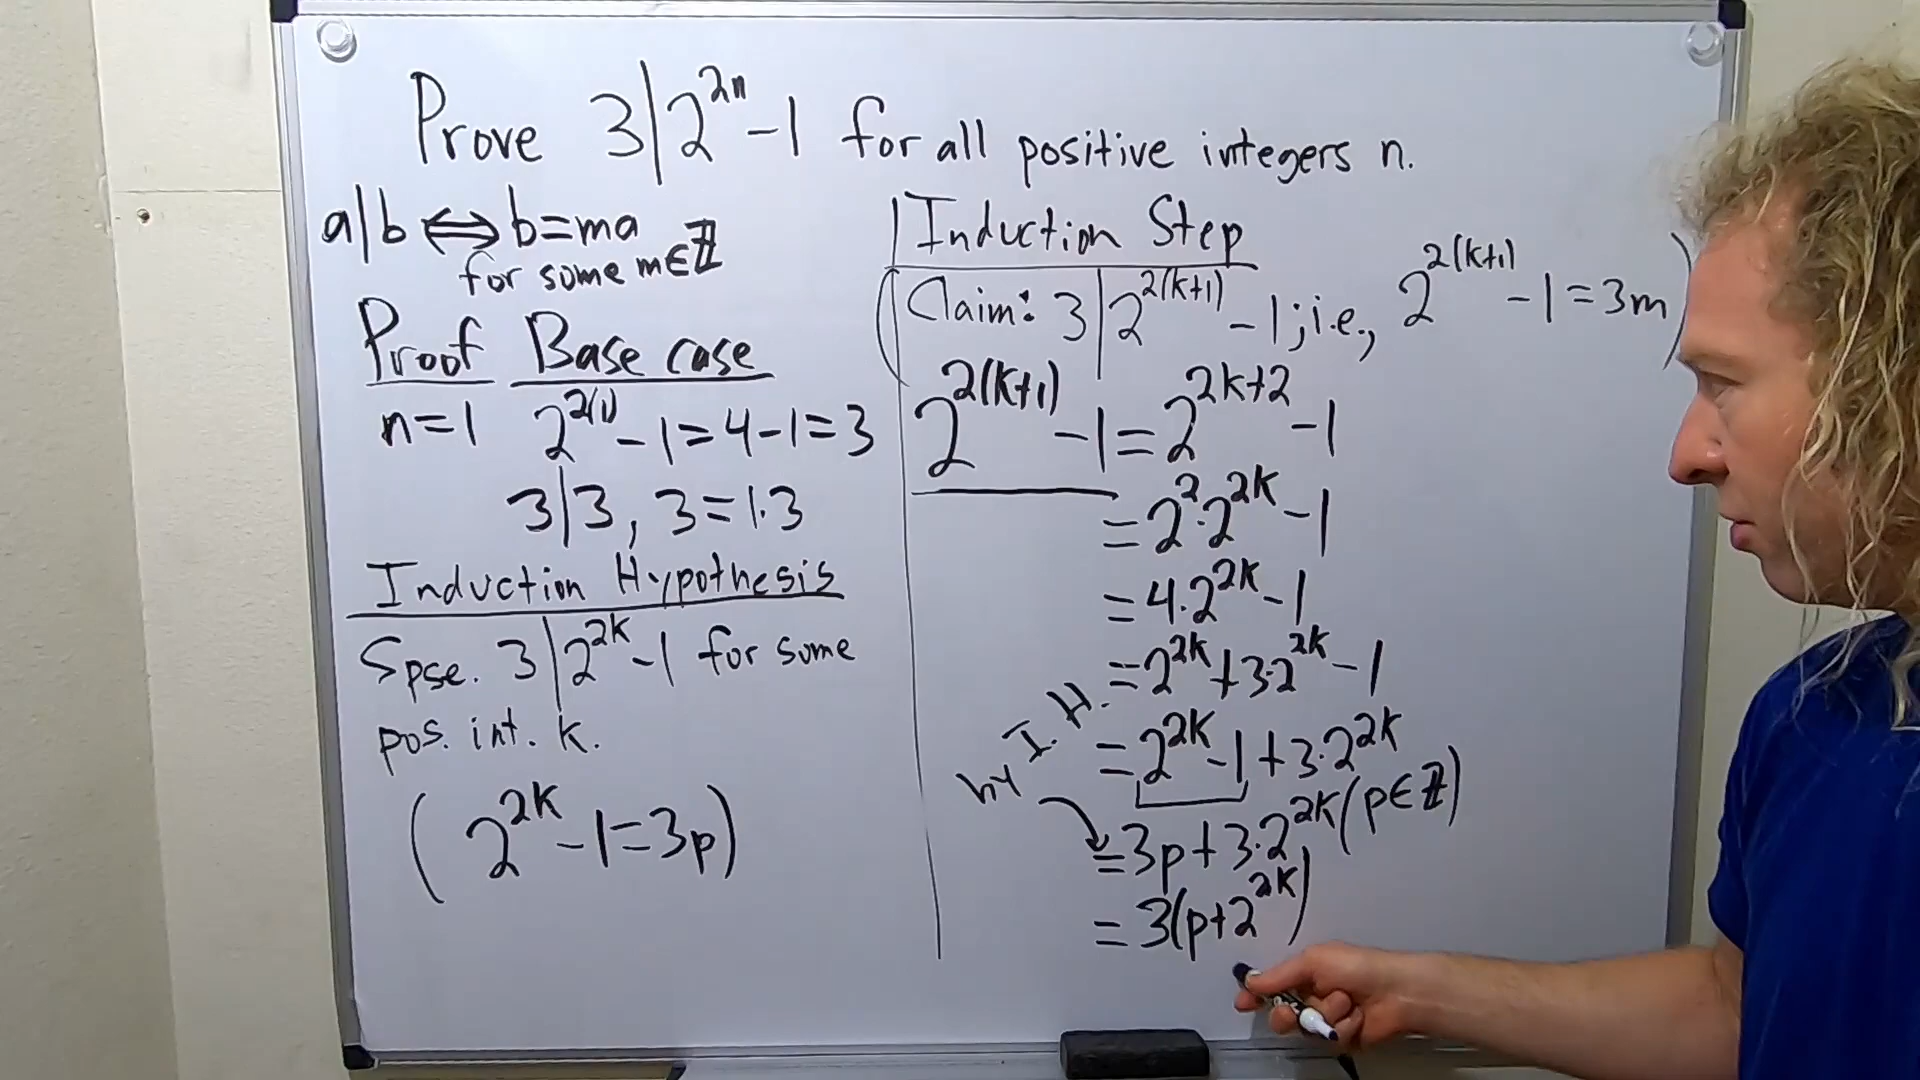 Prove 3|2^{2n}-1 for all positive integers n.
a|b ⟺ b=ma
for some m∈ℤ
Proof Base case
n=1 2^{2(1)}-1=4-1=3
3|3, 3=1·3
Induction Hypothesis
Spse. 3|2^{2k}-1 for some
pos. int. k.
(2^{2k}-1=3p)
Induction Step
(Claim: 3|2^{2(k+1)}-1; i.e., 2^{2(k+1)}-1=3m)
2^{2(k+1)}-1=2^{2k+2}-1
=2^2·2^{2k}-1
=4·2^{2k}-1
=2^{2k}+3·2^{2k}-1
=2^{2k}-1+3·2^{2k}
by I.H.
=3p+3·2^{2k} (p∈ℤ)
=3(p+2^{2k})